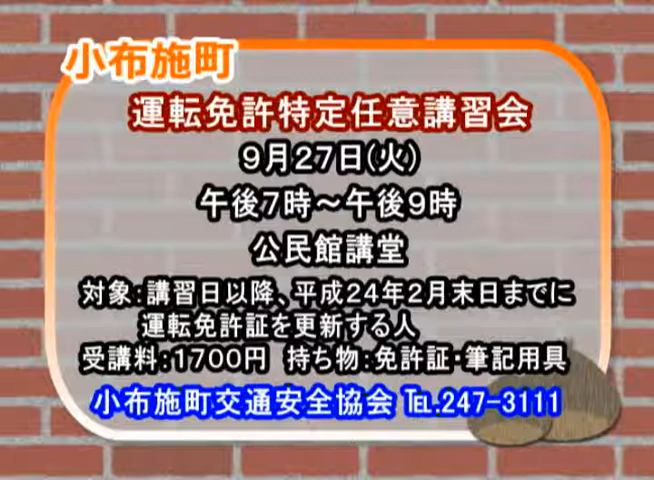 小布施町
運転免許特定任意講習会
9月27日(火)
午後7時～午後9時
公民館講堂
対象:講習日以降、平成24年2月末日までに
運転免許証を更新する人
受講料:1700円 持ち物:免許証・筆記用具
小布施町交通安全協会 ℡.247-3111